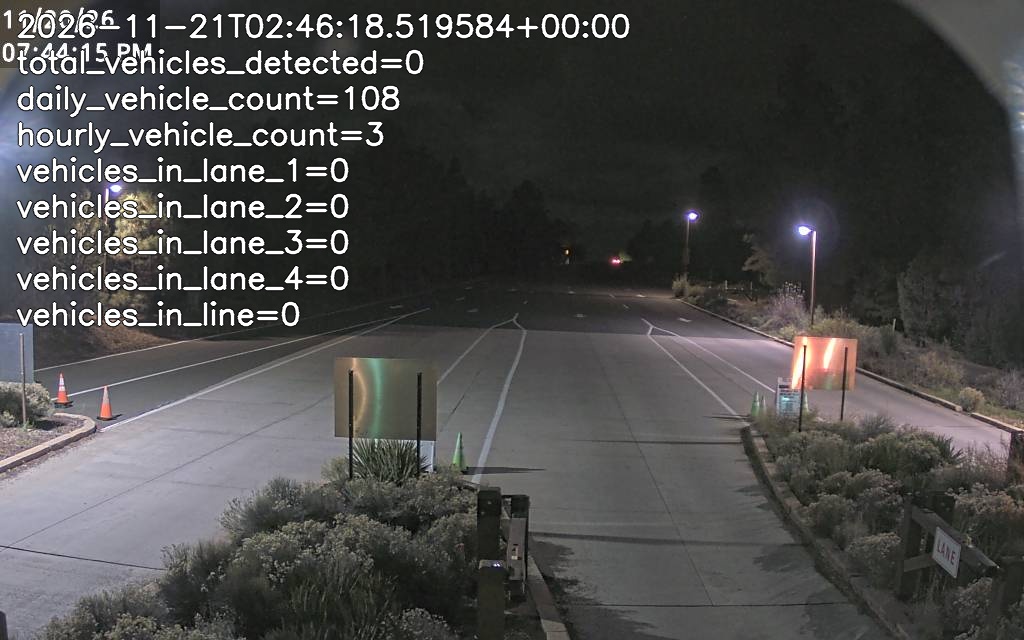 2026-11-21T02:46:18.519584+00:00
07:44:15 PM
total_vehicles_detected=0
daily_vehicle_count=108
hourly_vehicle_count=3
vehicles_in_lane_1=0
vehicles_in_lane_2=0
vehicles_in_lane_3=0
vehicles_in_lane_4=0
vehicles_in_line=0
LANE